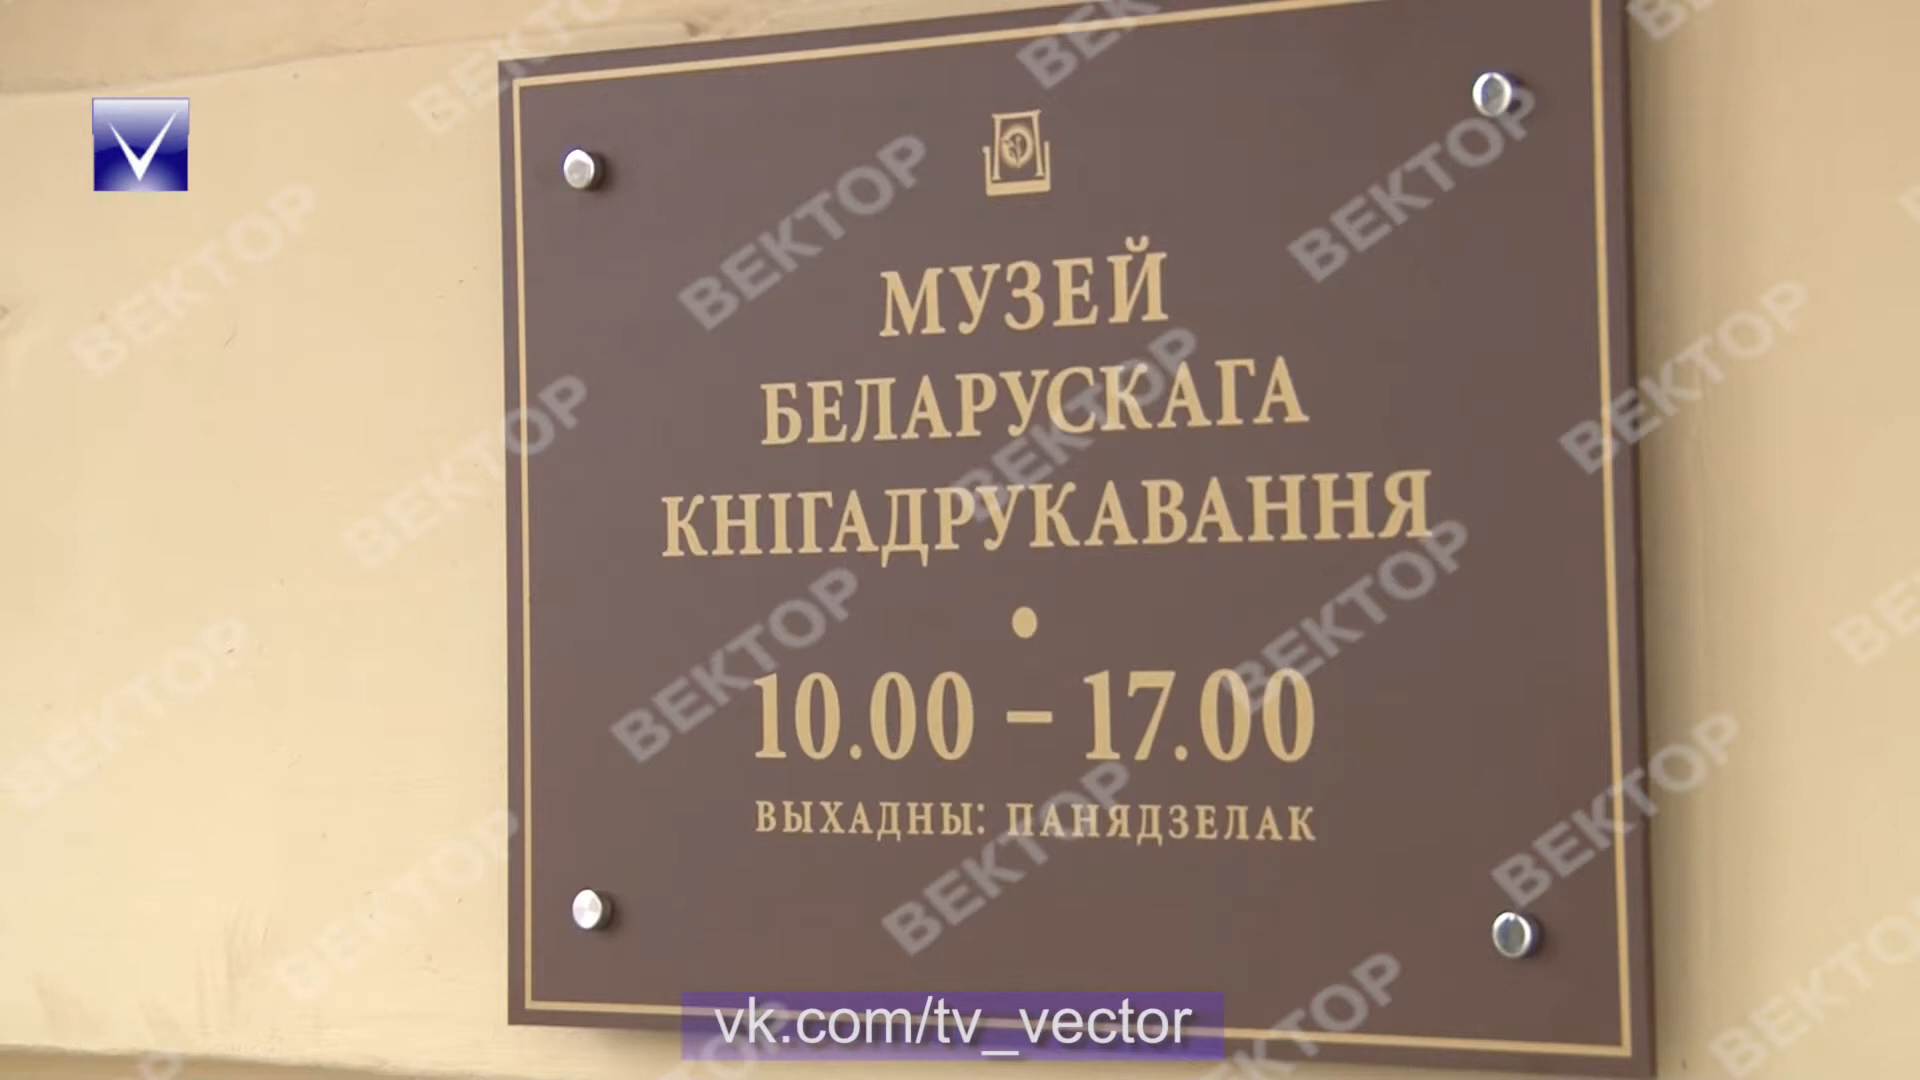 МУЗЕЙ
БЕЛАРУСКАГА
КНІГАДРУКАВАННЯ
10.00 – 17.00
ВЫХАДНЫ: ПАНЯДЗЕЛАК
vk.com/tv_vector
ВЕКТОР